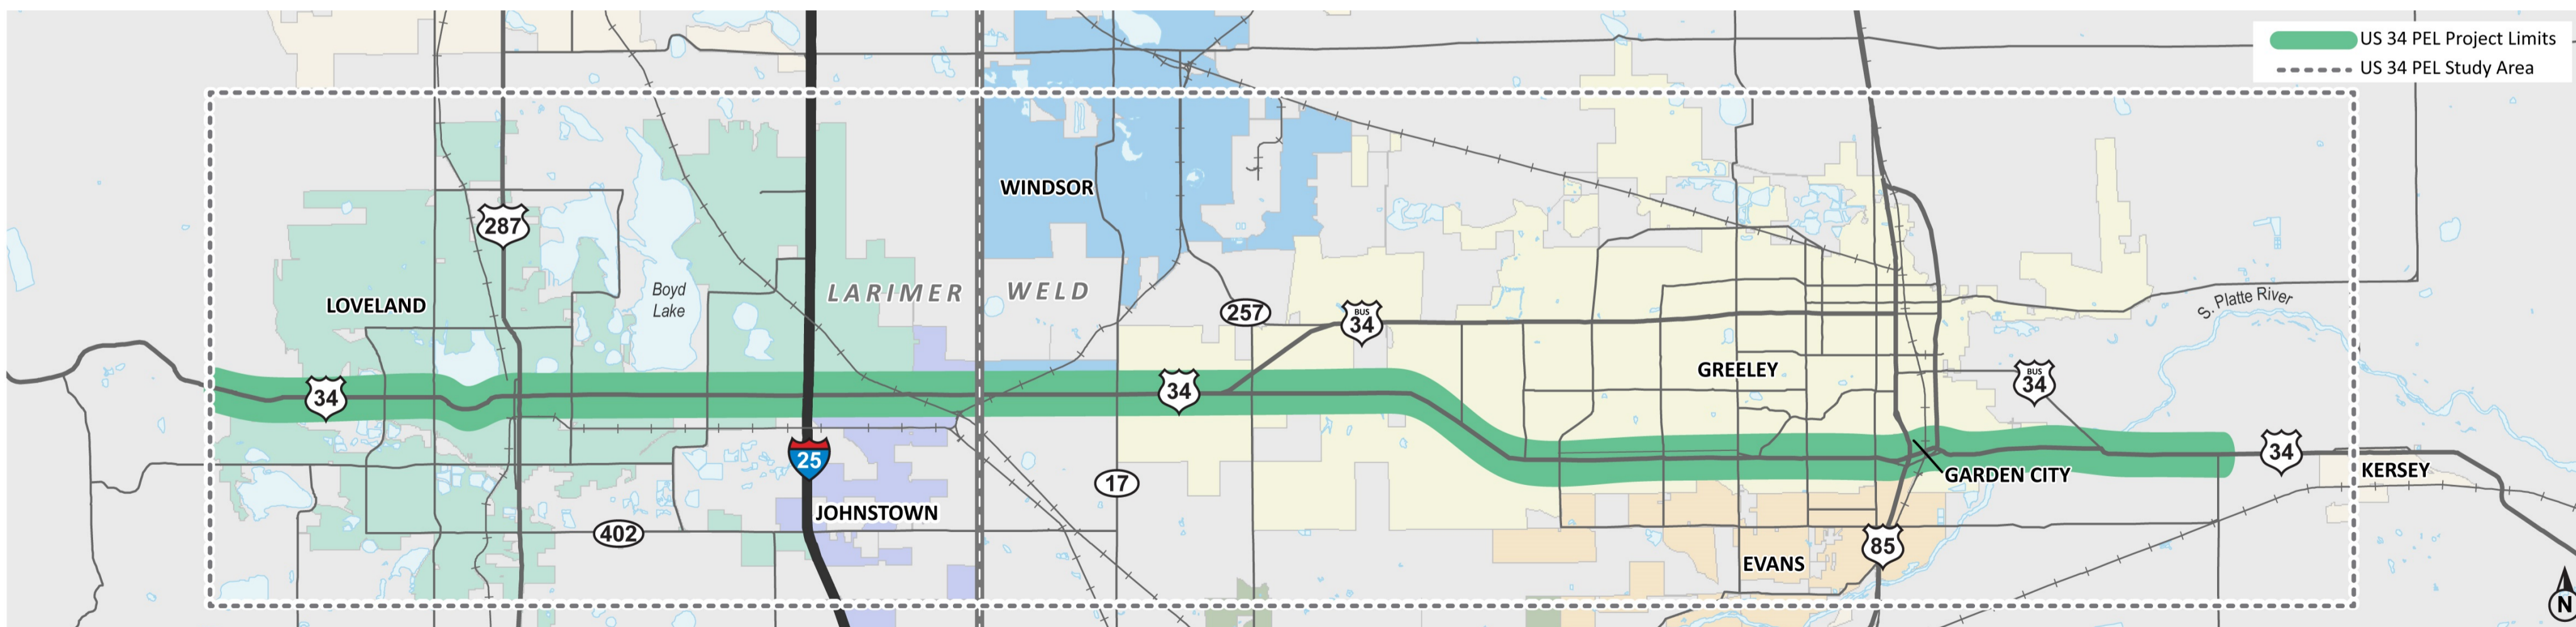 US 34 PEL Project Limits
US 34 PEL Study Area
WINDSOR
287
LOVELAND
Boyd
Lake
LARIMER
WELD
257
BUS
34
S. Platte River
GREELEY
BUS
34
34
34
34
25
17
GARDEN CITY
KERSEY
JOHNSTOWN
402
EVANS
85
N